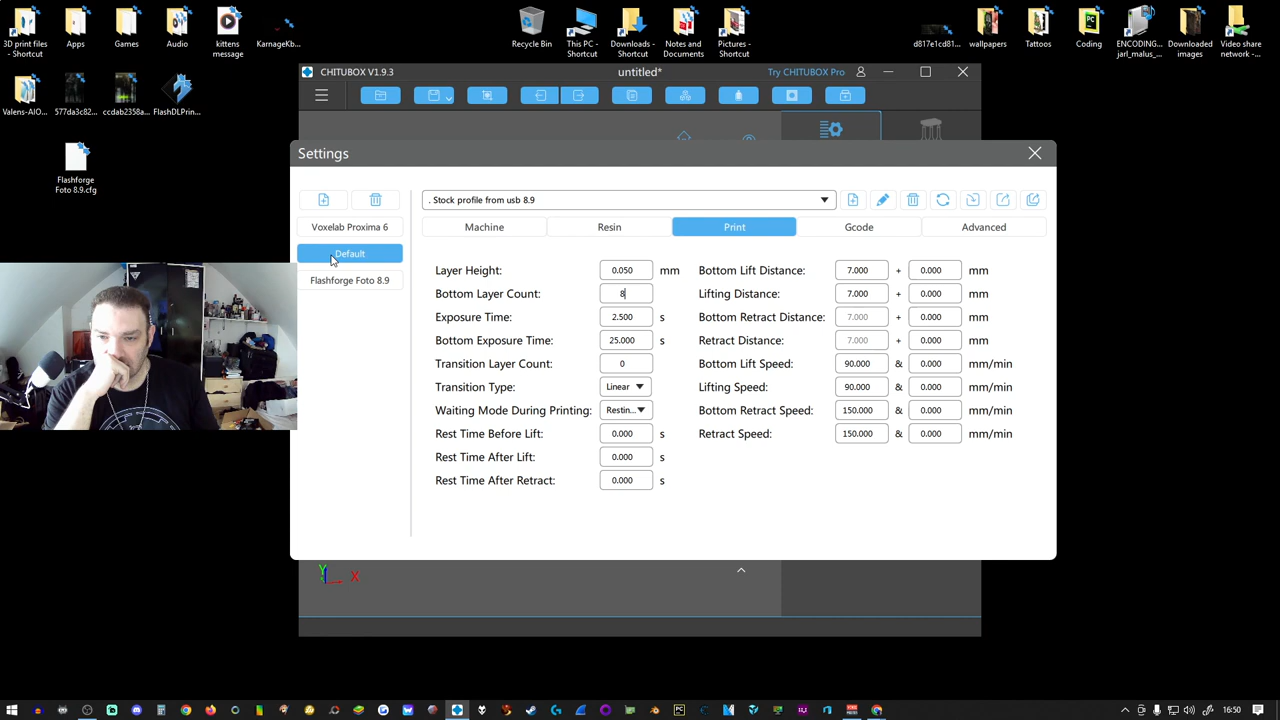 3D print files - Shortcut
Apps
Games
Audio
kittens message
KarnageKb...
Recycle Bin
This PC - Shortcut
Downloads - Shortcut
Notes and Documents
Pictures - Shortcut
d817e1cd81...
wallpapers
Tattoos
Coding
ENCODING... jarl_malus_...
Downloaded images
Video share network -...
Valens-AIO...
577da3c82...
ccdab2358a...
FlashDLPrin...
Flashforge Foto 8.9.cfg
CHITUBOX V1.9.3
untitled*
Try CHITUBOX Pro
Settings
. Stock profile from usb 8.9
Voxelab Proxima 6
Default
Flashforge Foto 8.9
Machine
Resin
Print
Gcode
Advanced
Layer Height: 0.050 mm
Bottom Layer Count: 8
Exposure Time: 2.500 s
Bottom Exposure Time: 25.000 s
Transition Layer Count: 0
Transition Type: Linear
Waiting Mode During Printing: Restin...
Rest Time Before Lift: 0.000 s
Rest Time After Lift: 0.000 s
Rest Time After Retract: 0.000 s
Bottom Lift Distance: 7.000 + 0.000 mm
Lifting Distance: 7.000 + 0.000 mm
Bottom Retract Distance: 7.000 + 0.000 mm
Retract Distance: 7.000 + 0.000 mm
Bottom Lift Speed: 90.000 & 0.000 mm/min
Lifting Speed: 90.000 & 0.000 mm/min
Bottom Retract Speed: 150.000 & 0.000 mm/min
Retract Speed: 150.000 & 0.000 mm/min
Y
X
16:50